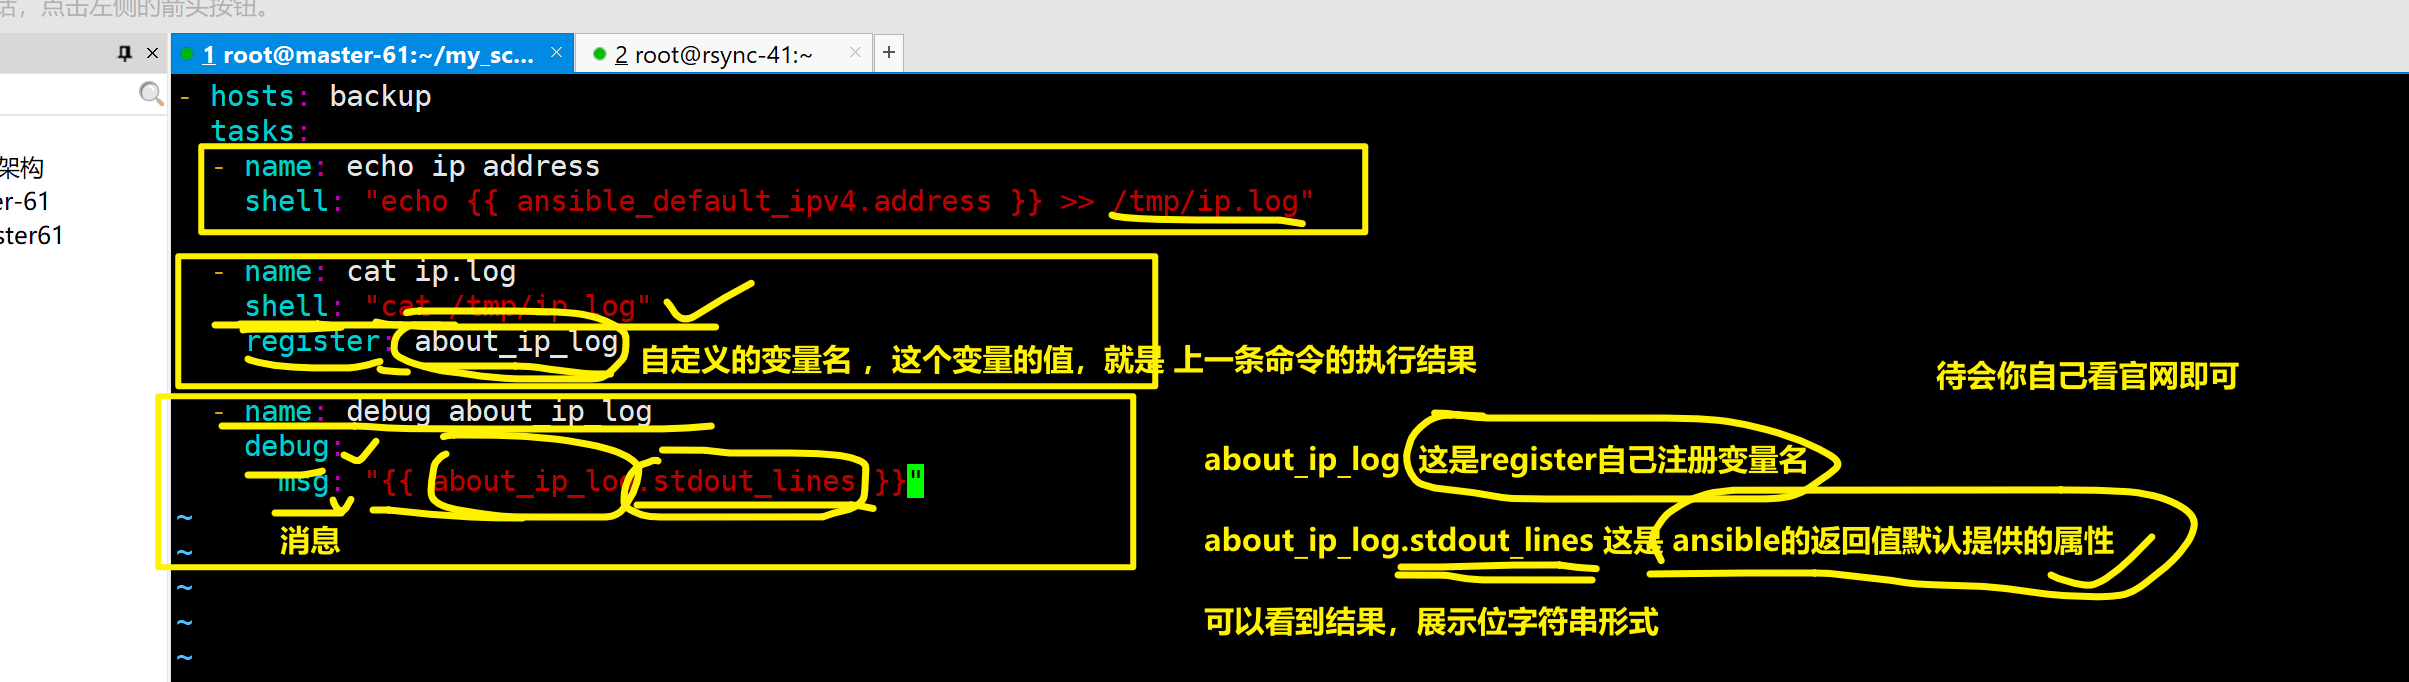 话，点击左侧的箭头按钮。
1 root@master-61:~/my_sc...
2 root@rsync-41:~
+
架构
er-61
ster61
- hosts: backup
tasks:
- name: echo ip address
shell: "echo {{ ansible_default_ipv4.address }} >> /tmp/ip.log"
- name: cat ip.log
shell: "cat /tmp/ip.log"
register: about_ip_log
自定义的变量名 ，这个变量的值，就是 上一条命令的执行结果
待会你自己看官网即可
- name: debug about_ip_log
debug:
msg: "{{ about_ip_log.stdout_lines }}"
消息
about_ip_log 这是register自己注册变量名
about_ip_log.stdout_lines 这是 ansible的返回值默认提供的属性
可以看到结果，展示位字符串形式
~
~
~
~
~